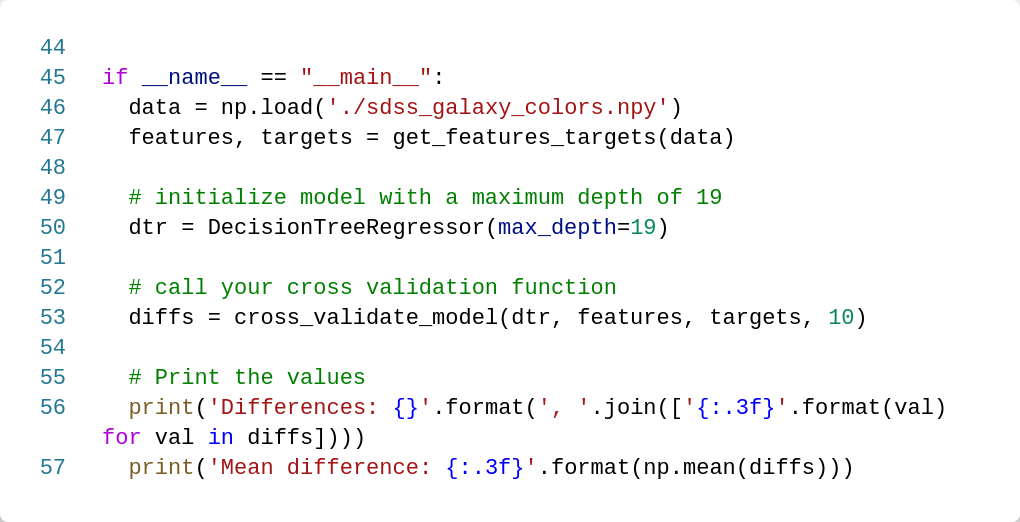 44
45 if __name__ == "__main__":
46   data = np.load('./sdss_galaxy_colors.npy')
47   features, targets = get_features_targets(data)
48
49   # initialize model with a maximum depth of 19
50   dtr = DecisionTreeRegressor(max_depth=19)
51
52   # call your cross validation function
53   diffs = cross_validate_model(dtr, features, targets, 10)
54
55   # Print the values
56   print('Differences: {}'.format(', '.join(['{:.3f}'.format(val)
for val in diffs])))
57   print('Mean difference: {:.3f}'.format(np.mean(diffs)))